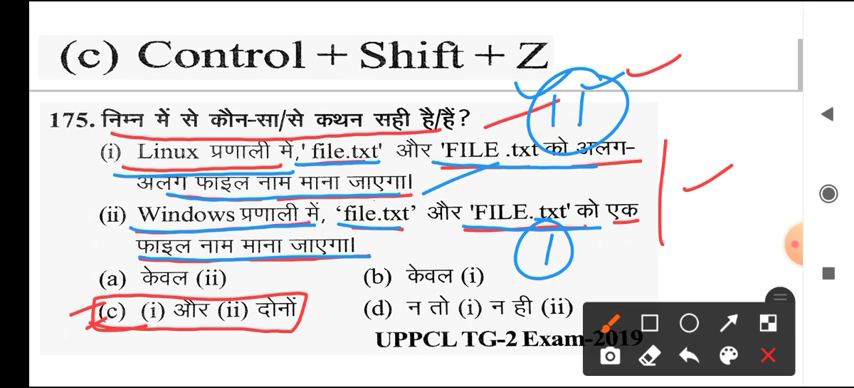 (c) Control + Shift + Z
175. निम्न में से कौन-सा/से कथन सही है/हैं?
(i) Linux प्रणाली में,' file.txt' और 'FILE .txt को अलग-
अलग फाइल नाम माना जाएगा।
(ii) Windows प्रणाली में, ‘file.txt’ और 'FILE. txt' को एक
फाइल नाम माना जाएगा।
(a) केवल (ii) (b) केवल (i)
(c) (i) और (ii) दोनों (d) न तो (i) न ही (ii)
UPPCL TG-2 Exam-2019